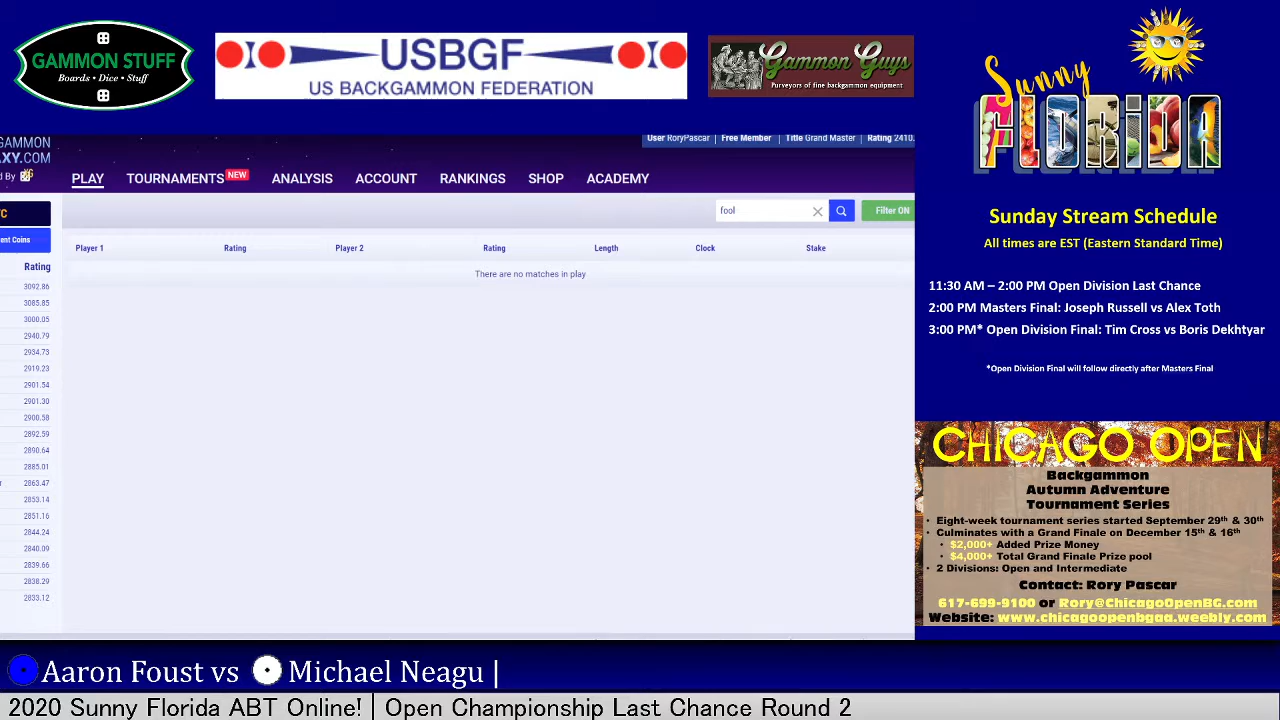 GAMMON STUFF
Boards • Dice • Stuff
USBGF
US BACKGAMMON FEDERATION
Gammon Guys
Purveyors of fine backgammon equipment
Sunny
FLORIDA
GAMMON
AXY.COM
d By
User RoryPascar | Free Member | Title Grand Master | Rating 2410.
PLAY
TOURNAMENTS NEW
ANALYSIS
ACCOUNT
RANKINGS
SHOP
ACADEMY
fool
Filter ON
C
ent Coins
Rating
3092.86
3085.85
3000.05
2940.79
2934.73
2919.23
2901.54
2901.30
2900.58
2892.59
2890.64
2885.01
2863.47
2853.14
2851.16
2844.24
2840.09
2839.66
2838.29
2833.12
Player 1 Rating Player 2 Rating Length Clock Stake
There are no matches in play
Sunday Stream Schedule
All times are EST (Eastern Standard Time)
11:30 AM – 2:00 PM Open Division Last Chance
2:00 PM Masters Final: Joseph Russell vs Alex Toth
3:00 PM* Open Division Final: Tim Cross vs Boris Dekhtyar
*Open Division Final will follow directly after Masters Final
CHICAGO OPEN
Backgammon
Autumn Adventure
Tournament Series
• Eight-week tournament series started September 29th & 30th
• Culminates with a Grand Finale on December 15th & 16th
• $2,000+ Added Prize Money
• $4,000+ Total Grand Finale Prize pool
• 2 Divisions: Open and Intermediate
Contact: Rory Pascar
617-699-9100 or Rory@ChicagoOpenBG.com
Website: www.chicagoopenbgaa.weebly.com
Aaron Foust vs Michael Neagu |
2020 Sunny Florida ABT Online! | Open Championship Last Chance Round 2